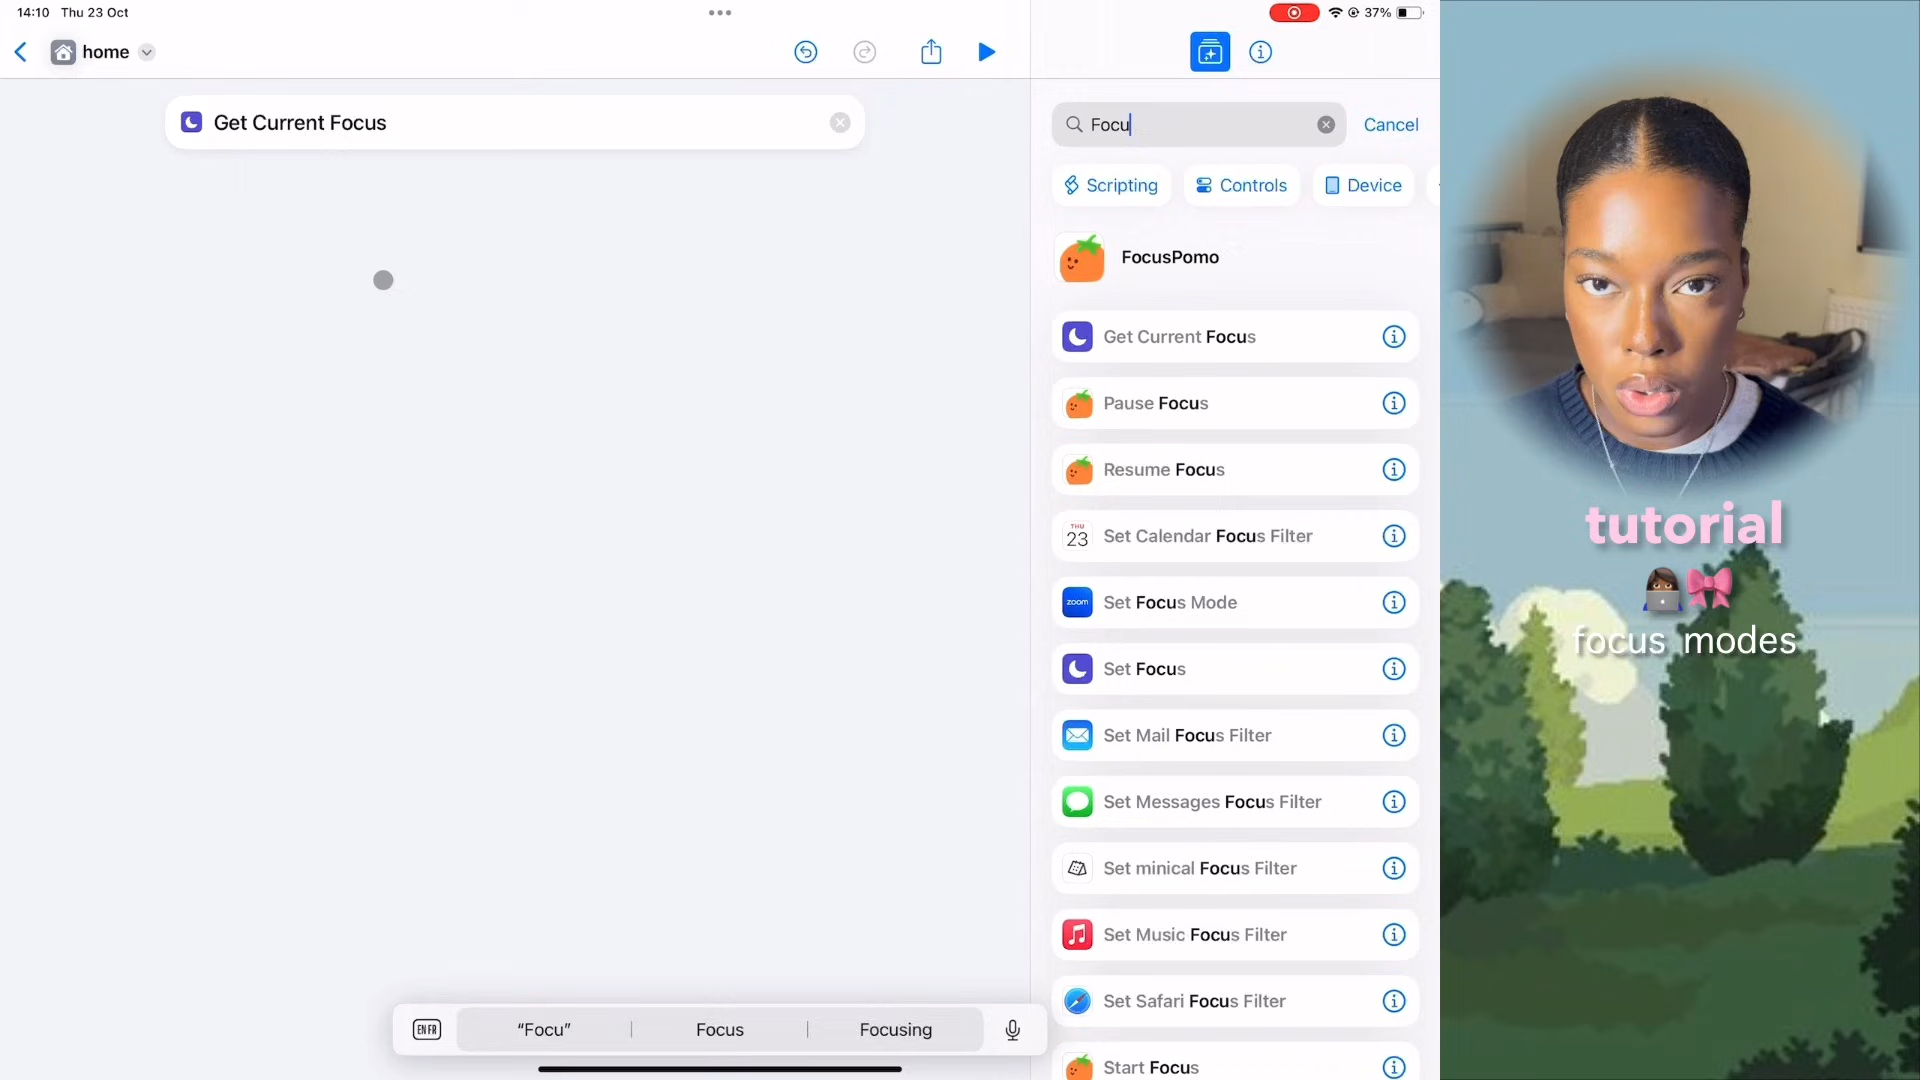 14:10 Thu 23 Oct
37%
home
Get Current Focus
Focu
Cancel
Scripting
Controls
Device
FocusPomo
Get Current Focus
Pause Focus
Resume Focus
THU
23
Set Calendar Focus Filter
zoom
Set Focus Mode
Set Focus
Set Mail Focus Filter
Set Messages Focus Filter
Set minical Focus Filter
Set Music Focus Filter
Set Safari Focus Filter
Start Focus
EN FR
“Focu”
Focus
Focusing
tutorial
focus modes